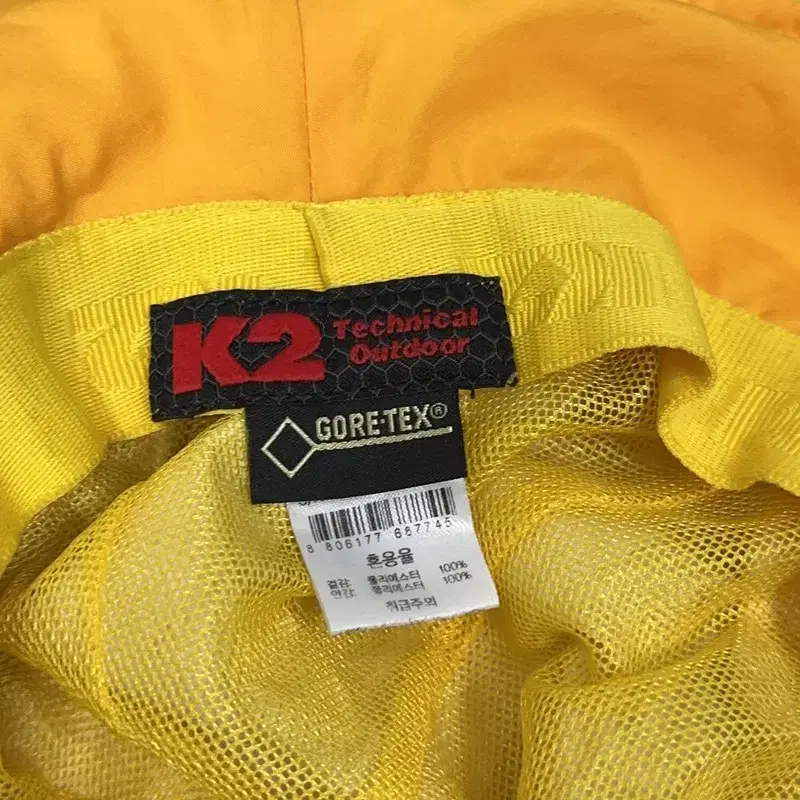 K2 Technical Outdoor
GORE-TEX®
8 806177 667745
혼용율
겉감: 폴리에스터 100%
안감: 폴리에스터 100%
취급주의